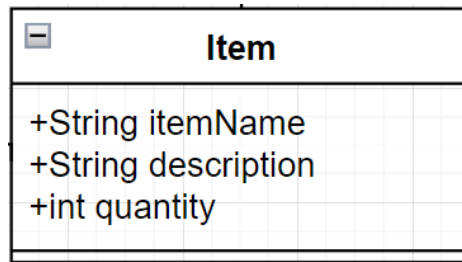 Item
+String itemName
+String description
+int quantity